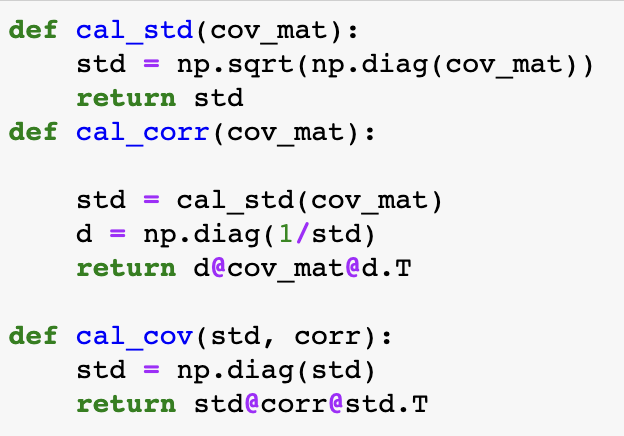 def cal_std(cov_mat):
    std = np.sqrt(np.diag(cov_mat))
    return std
def cal_corr(cov_mat):
    std = cal_std(cov_mat)
    d = np.diag(1/std)
    return d@cov_mat@d.T
def cal_cov(std, corr):
    std = np.diag(std)
    return std@corr@std.T